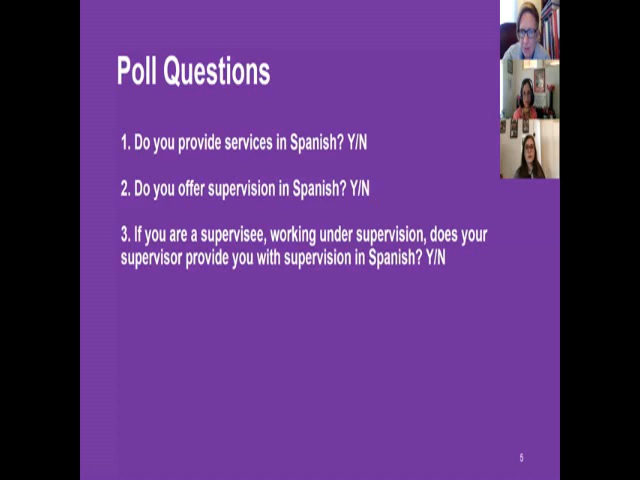 Poll Questions
1. Do you provide services in Spanish? Y/N
2. Do you offer supervision in Spanish? Y/N
3. If you are a supervisee, working under supervision, does your
supervisor provide you with supervision in Spanish? Y/N
5